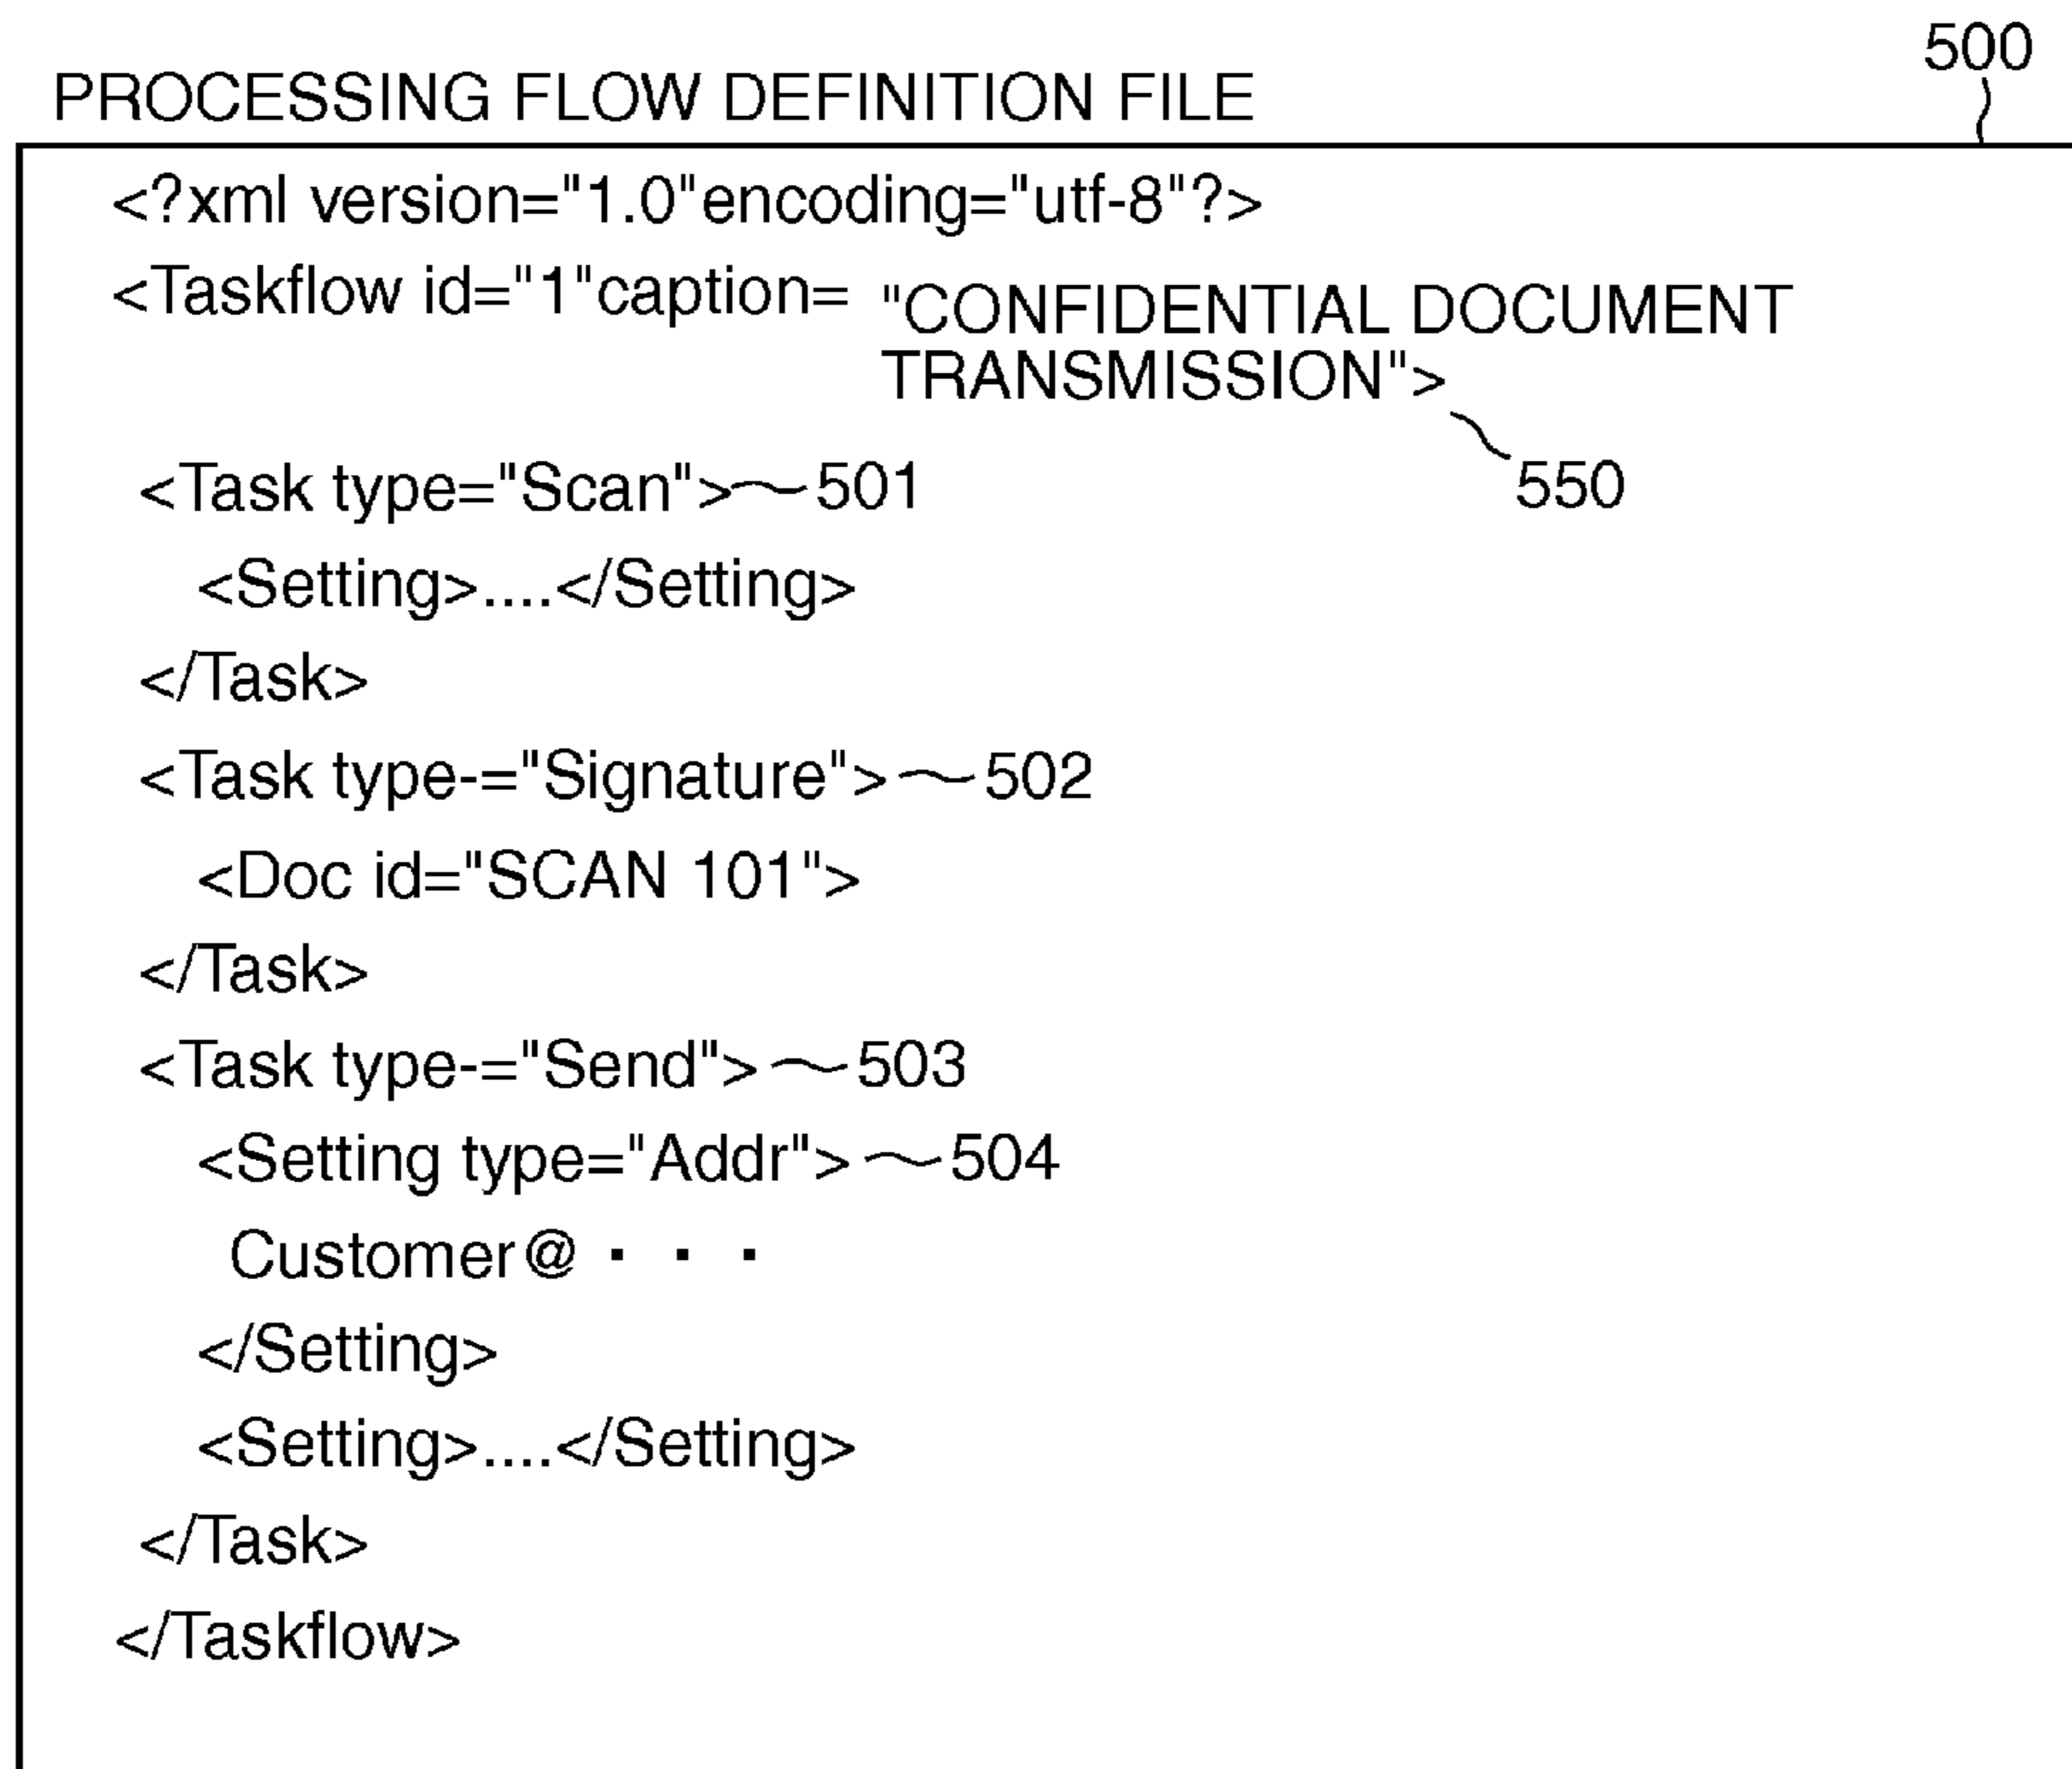 500
PROCESSING FLOW DEFINITION FILE
<?xml version="1.0"encoding="utf-8"?>
<Taskflow id="1"caption= "CONFIDENTIAL DOCUMENT
TRANSMISSION">
550
<Task type="Scan">~501
<Setting>....</Setting>
</Task>
<Task type-="Signature">~502
<Doc id="SCAN 101">
</Task>
<Task type-="Send">~503
<Setting type="Addr">~504
Customer@ · · ·
</Setting>
<Setting>....</Setting>
</Task>
</Taskflow>